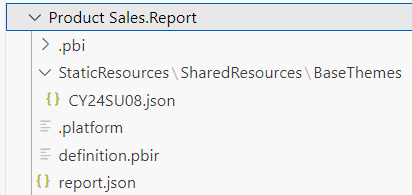 Product Sales.Report
.pbi
StaticResources\SharedResources\BaseThemes
{} CY24SU08.json
.platform
definition.pbir
{} report.json